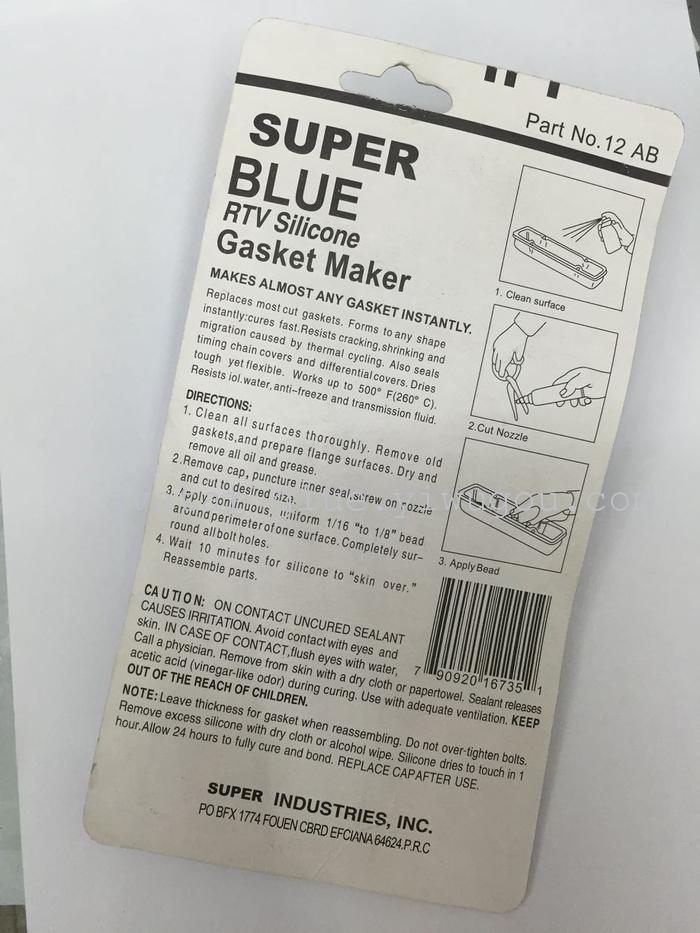 Part No.12 AB
SUPER
BLUE
RTV Silicone
Gasket Maker
MAKES ALMOST ANY GASKET INSTANTLY.
Replaces most cut gaskets. Forms to any shape
instantly:cures fast.Resists cracking,shrinking and
migration caused by thermal cycling. Also seals
timing chain covers and differential covers. Dries
tough yet flexible. Works up to 500° F(260° C).
Resists iol.water,anti-freeze and transmission fluid.
DIRECTIONS:
1. Clean all surfaces thoroughly. Remove old
gaskets,and prepare flange surfaces. Dry and
remove all oil and grease.
2.Remove cap, puncture inner seal,screw on nozzle
and cut to desired size.
3. Apply continuous, uniform 1/16 "to 1/8" bead
around perimeter of one surface. Completely sur-
round all bolt holes.
4. Wait 10 minutes for silicone to "skin over."
Reassemble parts.
1. Clean surface
2.Cut Nozzle
3. Apply Bead
CAUTION: ON CONTACT UNCURED SEALANT
CAUSES IRRITATION. Avoid contact with eyes and
skin. IN CASE OF CONTACT,flush eyes with water,
Call a physician. Remove from skin with a dry cloth or papertowel. Sealant releases
acetic acid (vinegar-like odor) during curing. Use with adequate ventilation. KEEP
OUT OF THE REACH OF CHILDREN.
7 90920 16735 1
NOTE: Leave thickness for gasket when reassembling. Do not over-tighten bolts.
Remove excess silicone with dry cloth or alcohol wipe. Silicone dries to touch in 1
hour.Allow 24 hours to fully cure and bond. REPLACE CAPAFTER USE.
SUPER INDUSTRIES, INC.
PO BFX 1774 FOUEN CBRD EFCIANA 64624.P.R.C